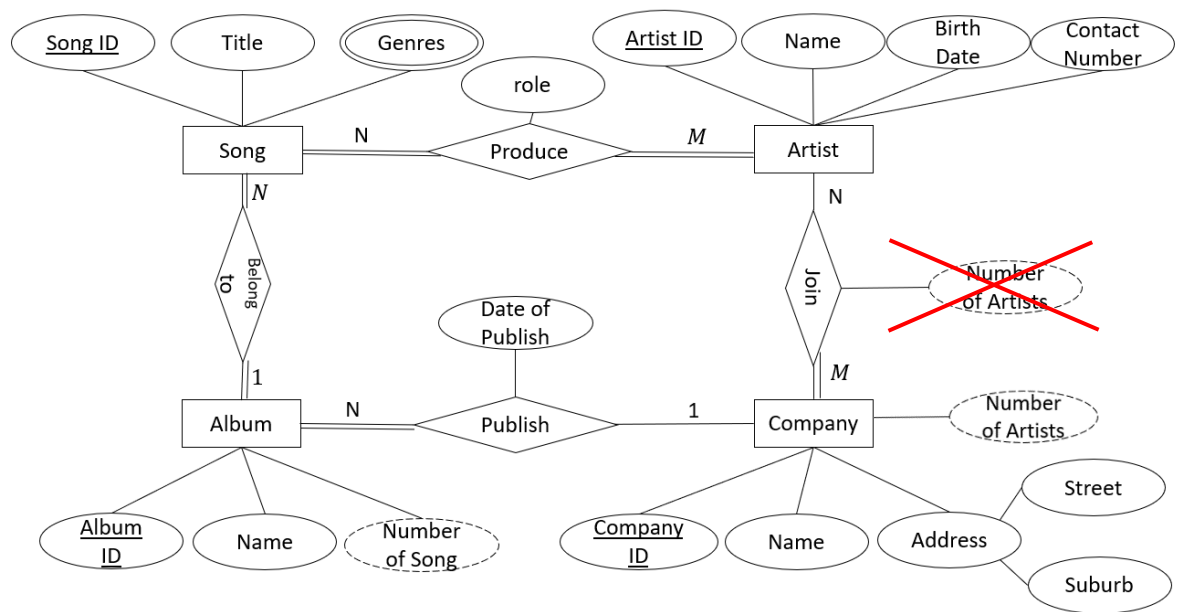 Song ID
Title
Genres
Artist ID
Name
Birth
Date
Contact
Number
role
Song
N
Produce
M
Artist
N
N
Belong
to
Join
Number
of Artists
Date of
Publish
1
M
Album
N
Publish
1
Company
Number
of Artists
Album
ID
Name
Number
of Song
Company
ID
Name
Address
Street
Suburb